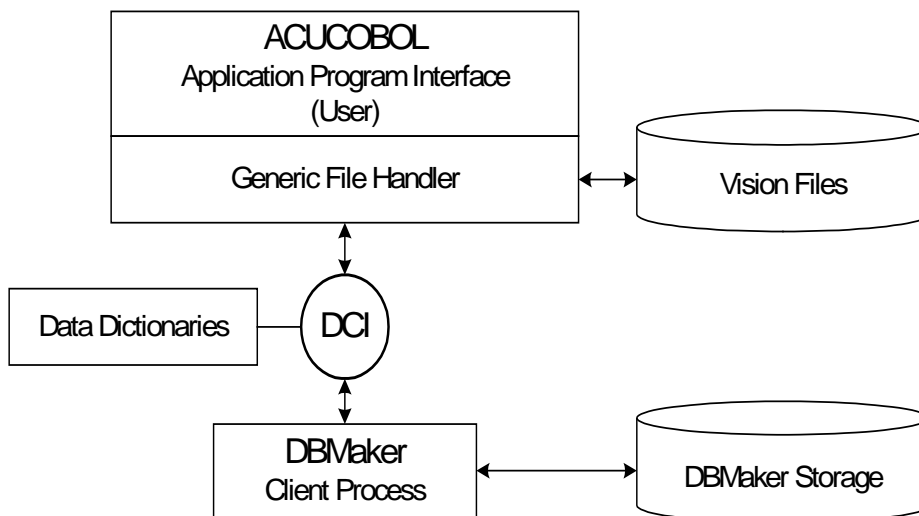 ACUCOBOL
Application Program Interface
(User)
Generic File Handler
Vision Files
Data Dictionaries
DCI
DBMaker
Client Process
DBMaker Storage